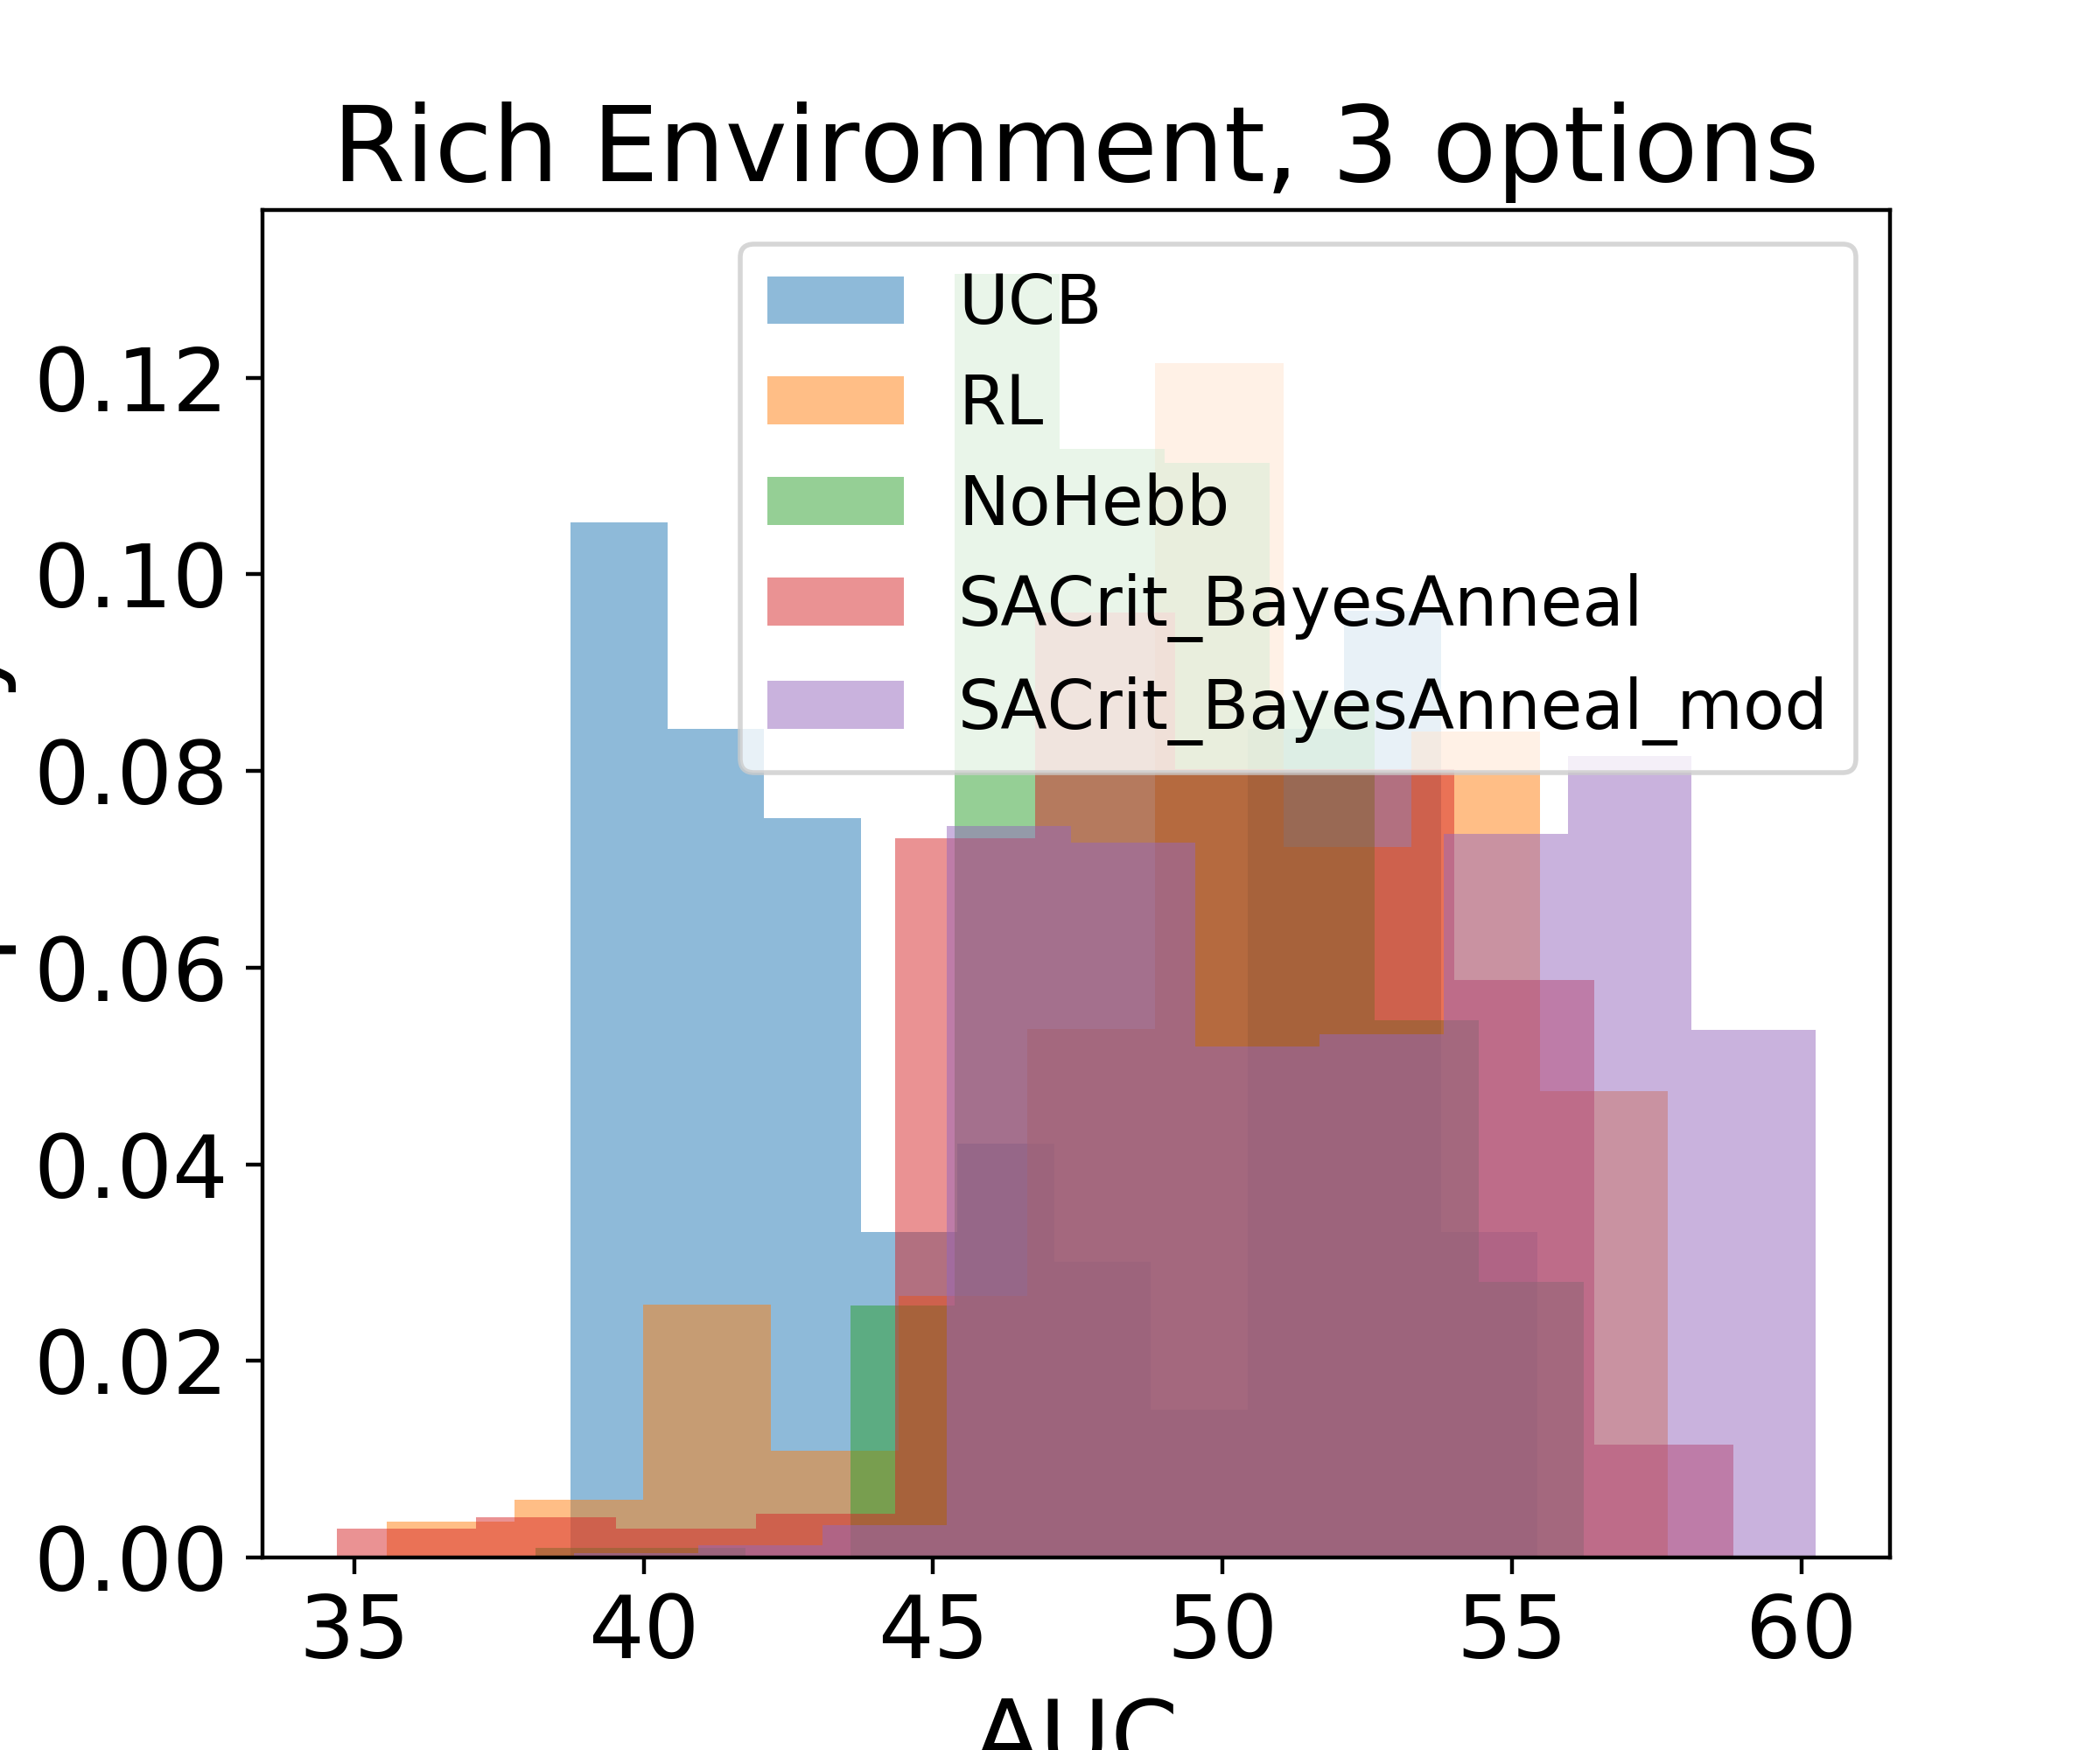 Rich Environment, 3 options
UCB
RL
NoHebb
SACrit_BayesAnneal
SACrit_BayesAnneal_mod
0.12
0.10
0.08
0.06
0.04
0.02
0.00
35 40 45 50 55 60
AUC